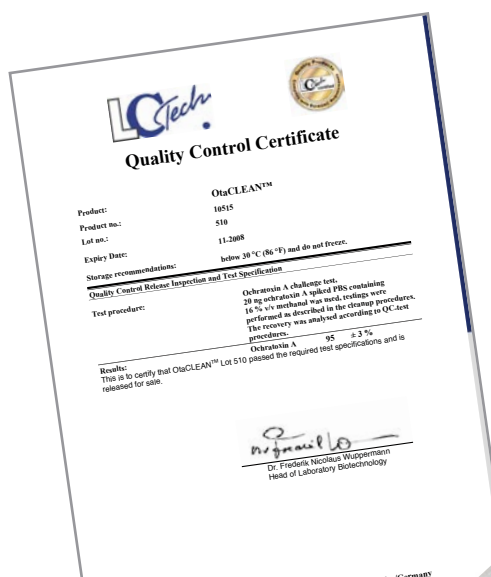 LCTech
Quality Control Certificate
Product: OtaCLEAN™
Product no.: 10515
Lot no.: 510
Expiry Date: 11-2008
Storage recommendations: below 30 °C (86 °F) and do not freeze.
Quality Control Release Inspection and Test Specification
Test procedure: Ochratoxin A challenge test.
20 ng ochratoxin A spiked PBS containing
16 % v/v methanol was used, testings were
performed as described in the cleanup procedures.
The recovery was analysed according to QC-test
procedures.
Results: Ochratoxin A 95 ± 3 %
This is to certify that OtaCLEAN™ Lot 510 passed the required test specifications and is
released for sale.
Dr. Frederik Nicolaus Wuppermann
Head of Laboratory Biotechnology
/Germany